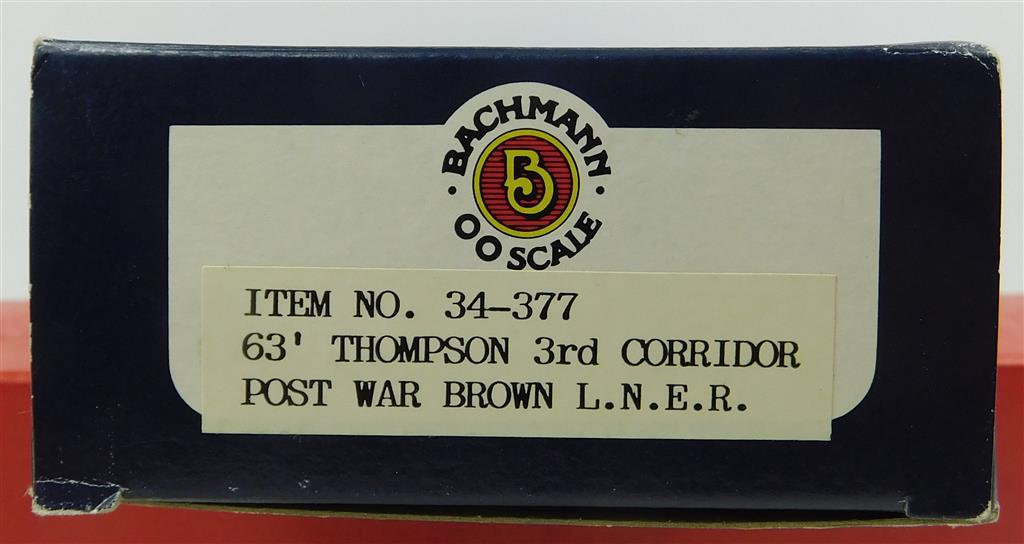 BACHMANN
B
OO SCALE
ITEM NO. 34-377
63' THOMPSON 3rd CORRIDOR
POST WAR BROWN L.N.E.R.